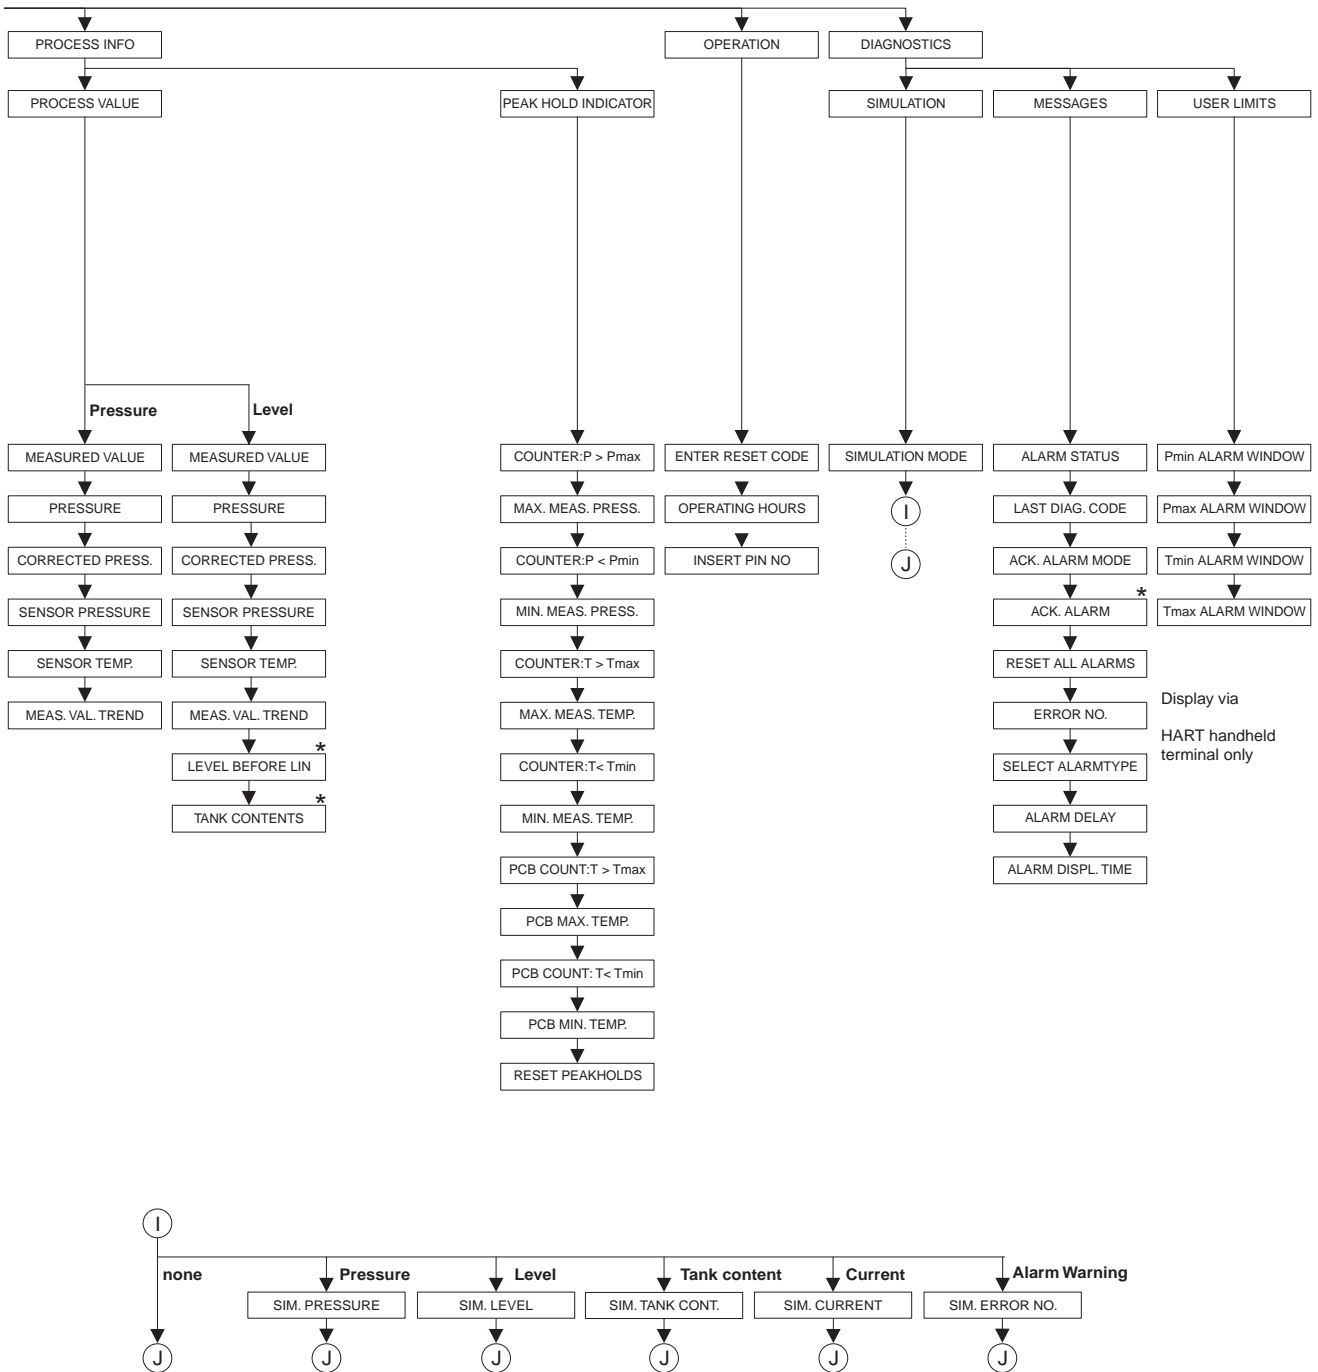 PROCESS INFO
OPERATION
DIAGNOSTICS
PROCESS VALUE
PEAK HOLD INDICATOR
SIMULATION
MESSAGES
USER LIMITS
Pressure
Level
MEASURED VALUE
PRESSURE
CORRECTED PRESS.
SENSOR PRESSURE
SENSOR TEMP.
MEAS. VAL. TREND
MEASURED VALUE
PRESSURE
CORRECTED PRESS.
SENSOR PRESSURE
SENSOR TEMP.
MEAS. VAL. TREND
*
LEVEL BEFORE LIN
*
TANK CONTENTS
COUNTER:P > Pmax
MAX. MEAS. PRESS.
COUNTER:P < Pmin
MIN. MEAS. PRESS.
COUNTER:T > Tmax
MAX. MEAS. TEMP.
COUNTER:T< Tmin
MIN. MEAS. TEMP.
PCB COUNT:T > Tmax
PCB MAX. TEMP.
PCB COUNT: T< Tmin
PCB MIN. TEMP.
RESET PEAKHOLDS
ENTER RESET CODE
OPERATING HOURS
INSERT PIN NO
SIMULATION MODE
I
J
ALARM STATUS
LAST DIAG. CODE
ACK. ALARM MODE
*
ACK. ALARM
RESET ALL ALARMS
ERROR NO.
SELECT ALARMTYPE
ALARM DELAY
ALARM DISPL. TIME
Pmin ALARM WINDOW
Pmax ALARM WINDOW
Tmin ALARM WINDOW
Tmax ALARM WINDOW
Display via
HART handheld
terminal only
I
none
Pressure
Level
Tank content
Current
Alarm Warning
SIM. PRESSURE
SIM. LEVEL
SIM. TANK CONT.
SIM. CURRENT
SIM. ERROR NO.
J
J
J
J
J
J